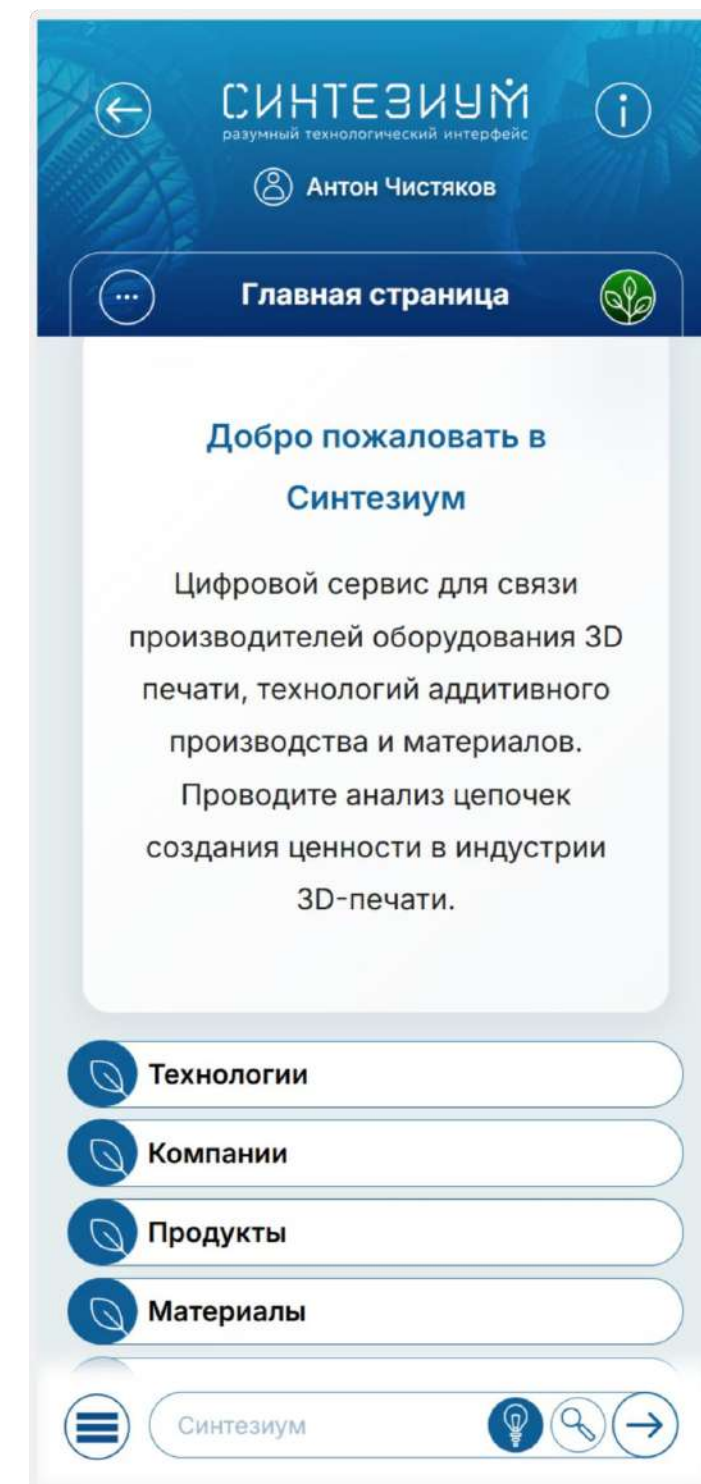 СИНТЕЗИУМ
разумный технологический интерфейс
Антон Чистяков
Главная страница
Добро пожаловать в
Синтезиум
Цифровой сервис для связи
производителей оборудования 3D
печати, технологий аддитивного
производства и материалов.
Проводите анализ цепочек
создания ценности в индустрии
3D-печати.
Технологии
Компании
Продукты
Материалы
Синтезиум